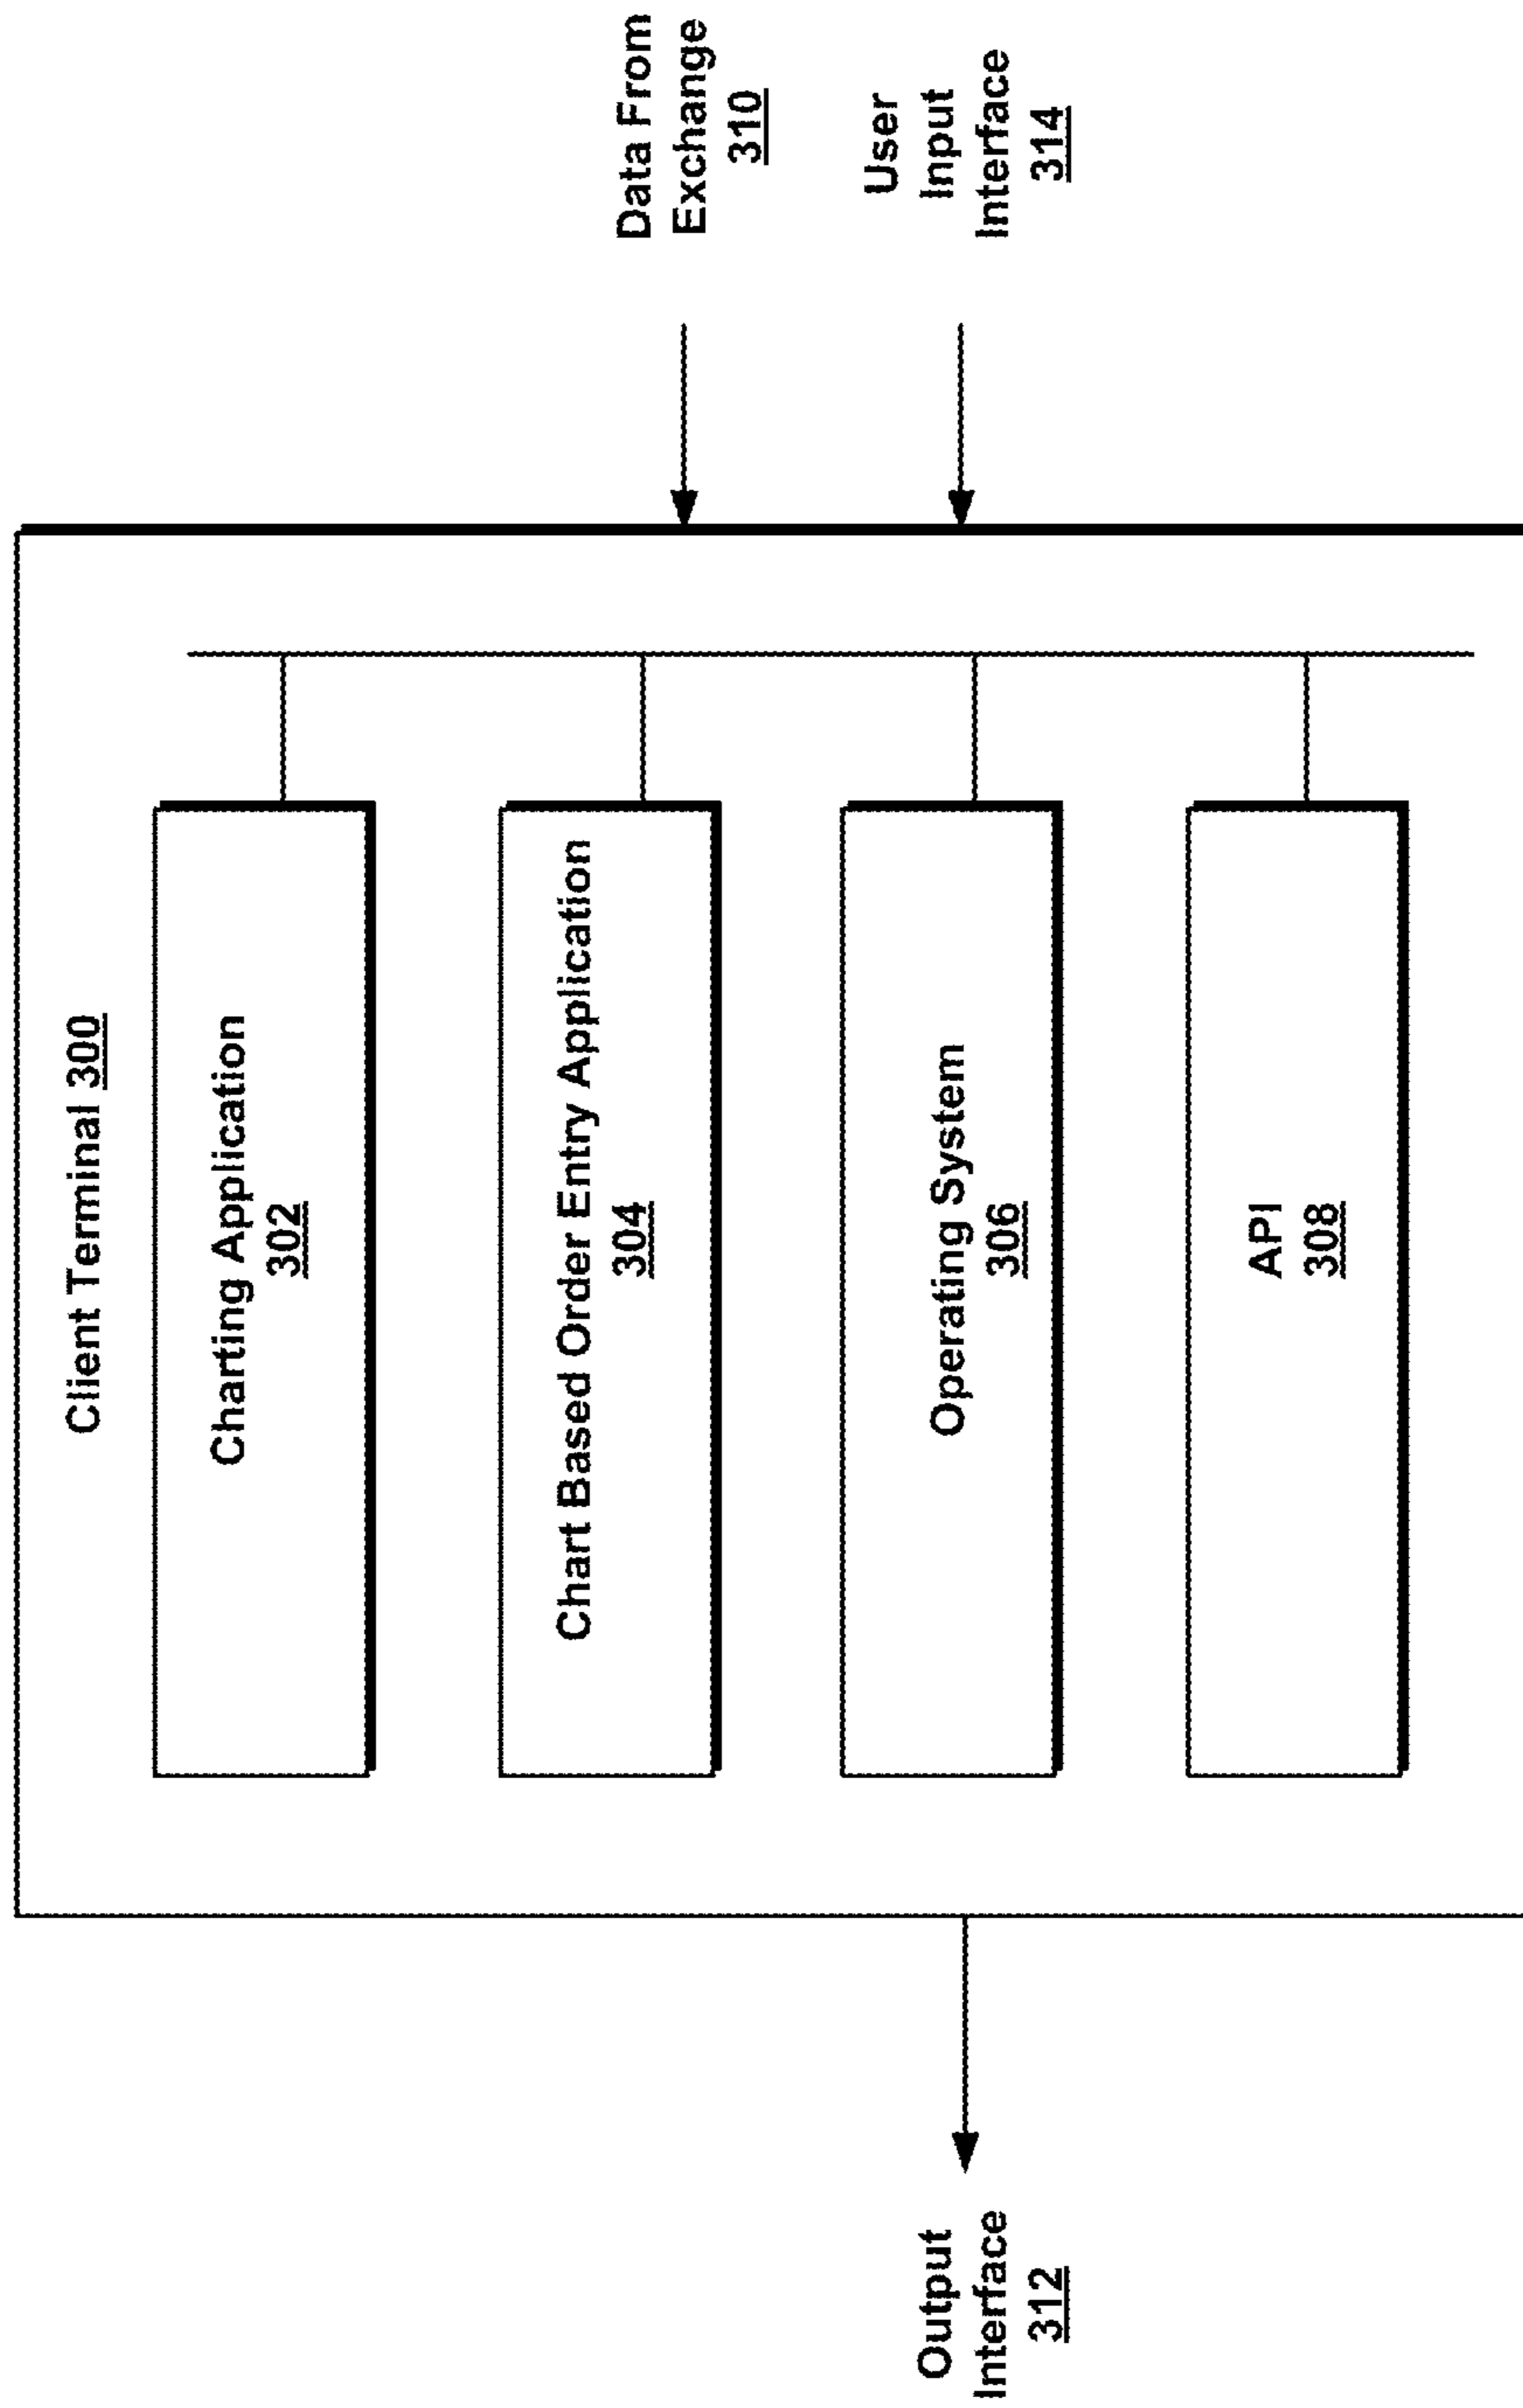 Client Terminal 300
Charting Application
302
Chart Based Order Entry Application
304
Operating System
306
API
308
Output
Interface
312
Data From
Exchange
310
User
Input
Interface
314